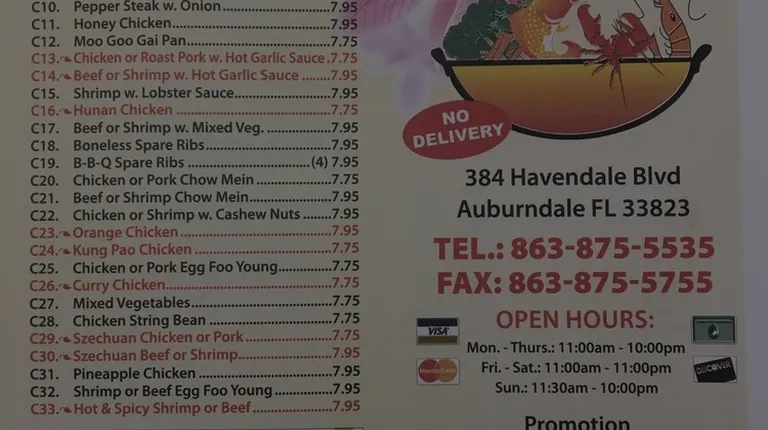 C10. Pepper Steak w. Onion 7.95
C11. Honey Chicken 7.95
C12. Moo Goo Gai Pan 7.75
C13. Chicken or Roast Pork w. Hot Garlic Sauce 7.75
C14. Beef or Shrimp w. Hot Garlic Sauce 7.95
C15. Shrimp w. Lobster Sauce 7.95
C16. Hunan Chicken 7.75
C17. Beef or Shrimp w. Mixed Veg. 7.95
C18. Boneless Spare Ribs 7.95
C19. B-B-Q Spare Ribs (4) 7.95
C20. Chicken or Pork Chow Mein 7.75
C21. Beef or Shrimp Chow Mein 7.95
C22. Chicken or Shrimp w. Cashew Nuts 7.95
C23. Orange Chicken 7.95
C24. Kung Pao Chicken 7.75
C25. Chicken or Pork Egg Foo Young 7.75
C26. Curry Chicken 7.75
C27. Mixed Vegetables 7.75
C28. Chicken String Bean 7.75
C29. Szechuan Chicken or Pork 7.75
C30. Szechuan Beef or Shrimp 7.95
C31. Pineapple Chicken 7.95
C32. Shrimp or Beef Egg Foo Young 7.95
C33. Hot & Spicy Shrimp or Beef 7.95
NO
DELIVERY
384 Havendale Blvd
Auburndale FL 33823
TEL.: 863-875-5535
FAX: 863-875-5755
OPEN HOURS:
VISA
MasterCard
DISCOVER
Mon. - Thurs.: 11:00am - 10:00pm
Fri. - Sat.: 11:00am - 11:00pm
Sun.: 11:30am - 10:00pm
Promotion